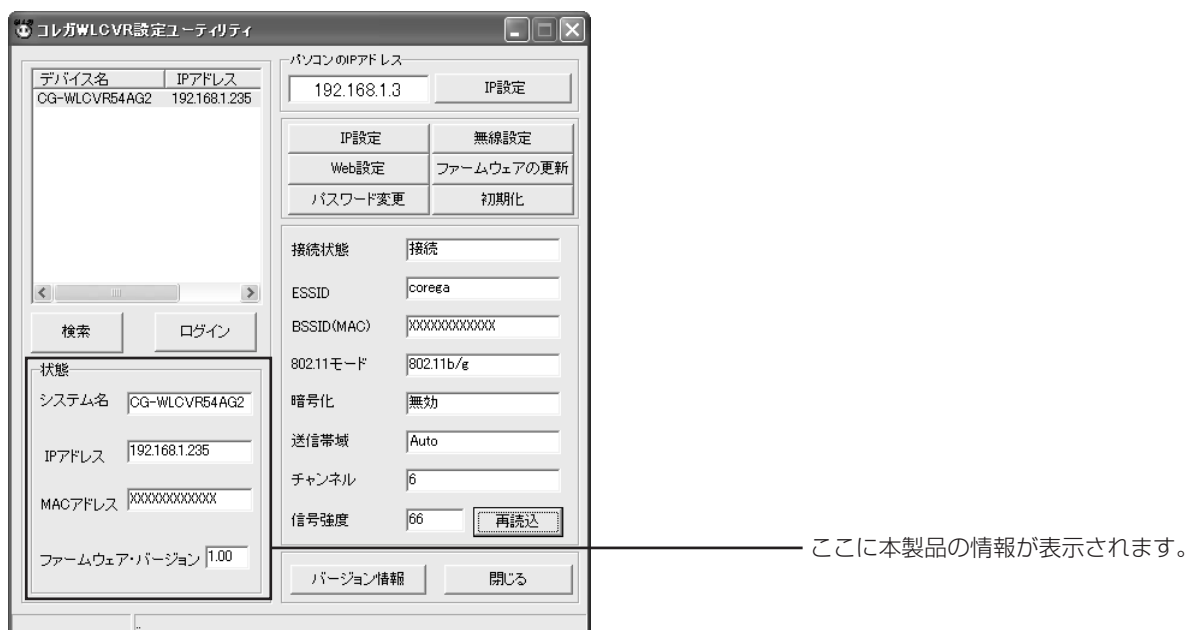 コレガWLCVR設定ユーティリティ
デバイス名 IPアドレス
CG-WLCVR54AG2 192.168.1.235
検索 ログイン
状態
システム名 CG-WLCVR54AG2
IPアドレス 192.168.1.235
MACアドレス XXXXXXXXXXXX
ファームウェア・バージョン 1.00
パソコンのIPアドレス
192.168.1.3 IP設定
IP設定 無線設定
Web設定 ファームウェアの更新
パスワード変更 初期化
接続状態 接続
ESSID corega
BSSID(MAC) XXXXXXXXXXXX
802.11モード 802.11b/g
暗号化 無効
送信帯域 Auto
チャンネル 6
信号強度 66 再読込
バージョン情報 閉じる
ここに本製品の情報が表示されます。